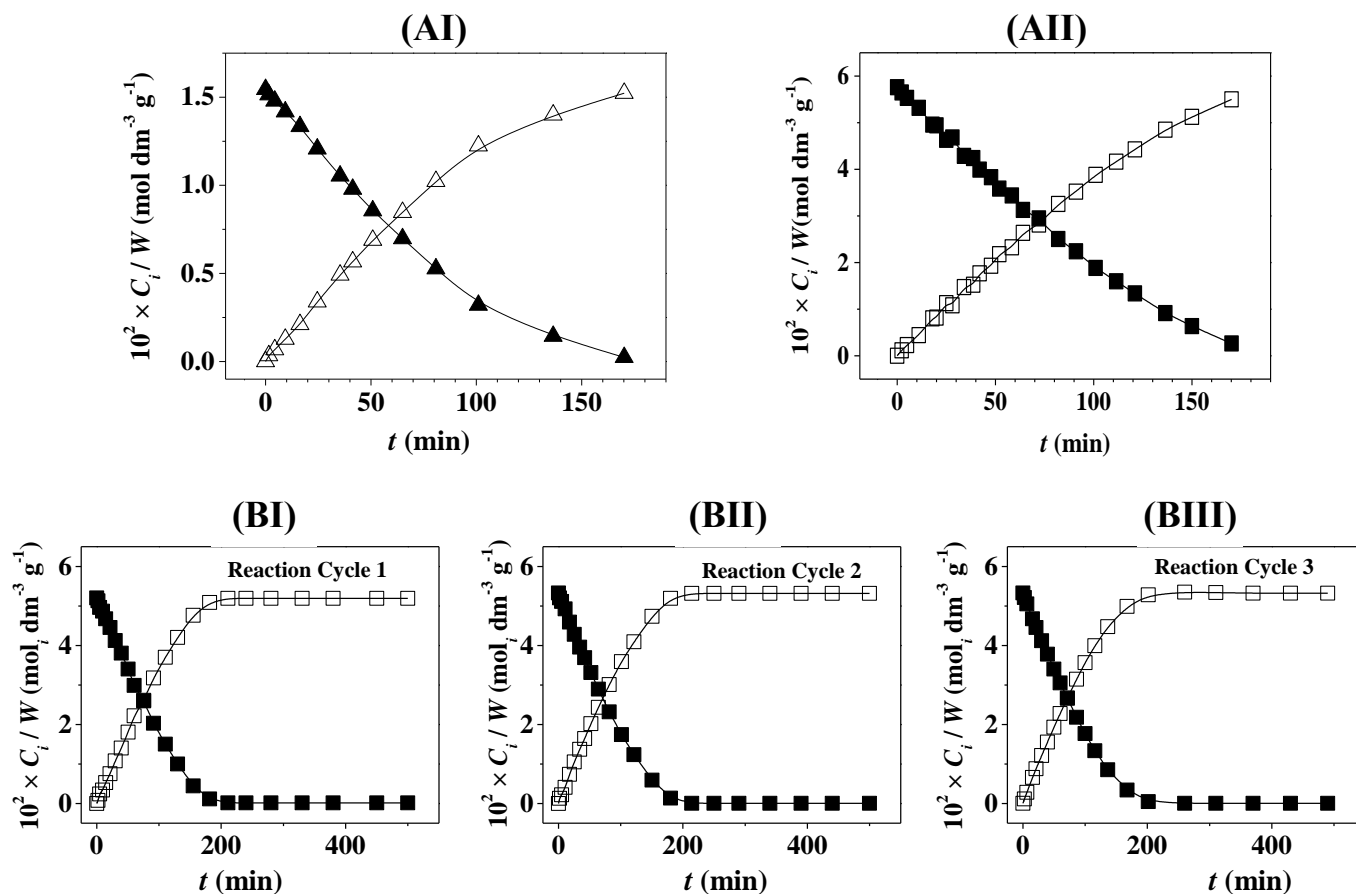 (AI)
10² × Cᵢ / W (mol dm⁻³ g⁻¹)
1.5
1.0
0.5
0.0
0 50 100 150
t (min)
(AII)
10² × Cᵢ / W(mol dm⁻³ g⁻¹)
6
4
2
0
0 50 100 150
t (min)
(BI)
Reaction Cycle 1
10² × Cᵢ / W (molᵢ dm⁻³ g⁻¹)
6
4
2
0
0 200 400
t (min)
(BII)
Reaction Cycle 2
10² × Cᵢ / W (molᵢ dm⁻³ g⁻¹)
6
4
2
0
0 200 400
t (min)
(BIII)
Reaction Cycle 3
10² × Cᵢ / W (molᵢ dm⁻³ g⁻¹)
6
4
2
0
0 200 400
t (min)